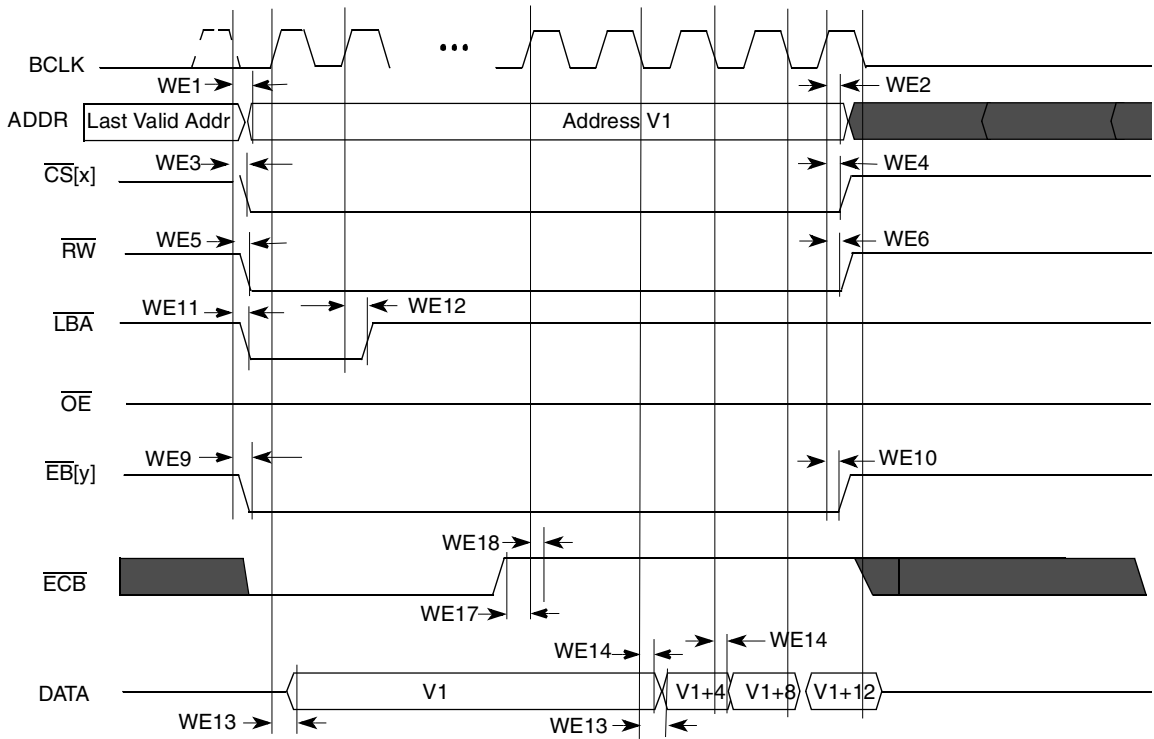 ...
BCLK
WE1
WE2
ADDR
Last Valid Addr
Address V1
WE3
WE4
CS[x]
WE5
WE6
RW
WE11
WE12
LBA
OE
WE9
WE10
EB[y]
WE18
ECB
WE17
WE14
WE14
DATA
V1
V1+4
V1+8
V1+12
WE13
WE13